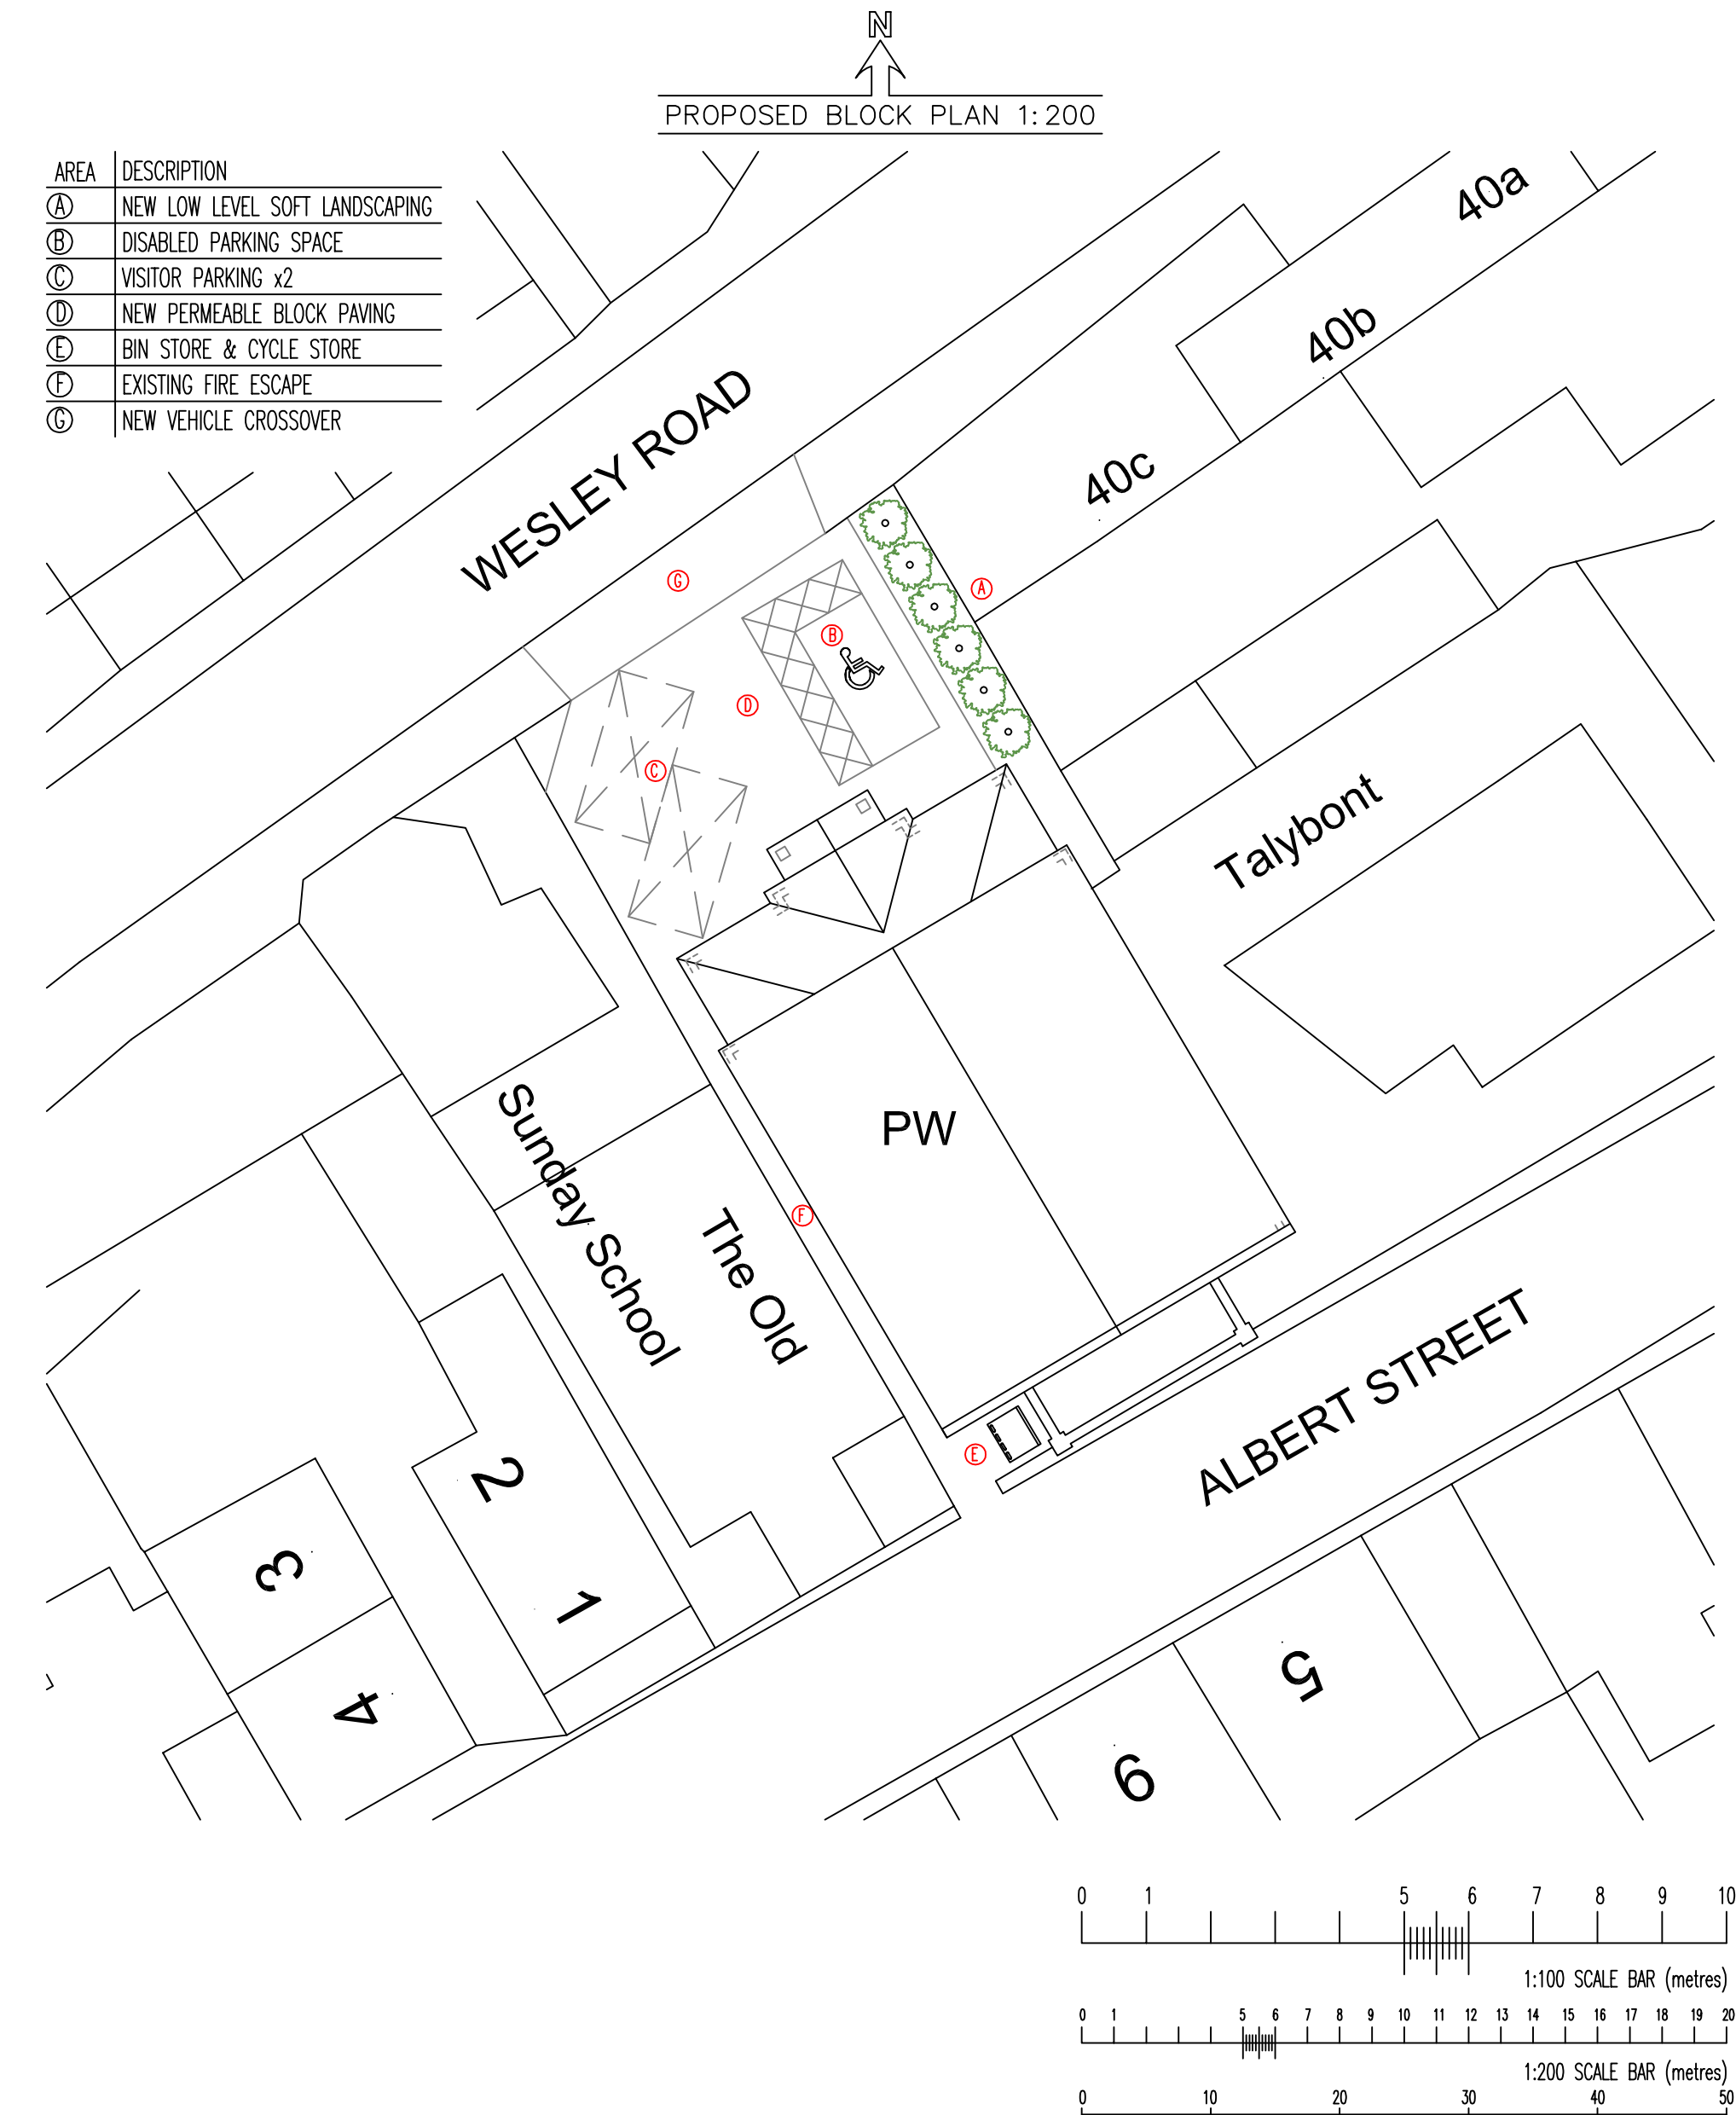 N
PROPOSED BLOCK PLAN 1:200
AREA DESCRIPTION
A NEW LOW LEVEL SOFT LANDSCAPING
B DISABLED PARKING SPACE
C VISITOR PARKING x2
D NEW PERMEABLE BLOCK PAVING
E BIN STORE & CYCLE STORE
F EXISTING FIRE ESCAPE
G NEW VEHICLE CROSSOVER
40a
40b
40c
WESLEY ROAD
G
A
B
D
C
Talybont
PW
Sunday School
The Old
F
E
ALBERT STREET
2
1
3
4
5
6
0 1 5 6 7 8 9 10
1:100 SCALE BAR (metres)
0 1 5 6 7 8 9 10 11 12 13 14 15 16 17 18 19 20
1:200 SCALE BAR (metres)
0 10 20 30 40 50